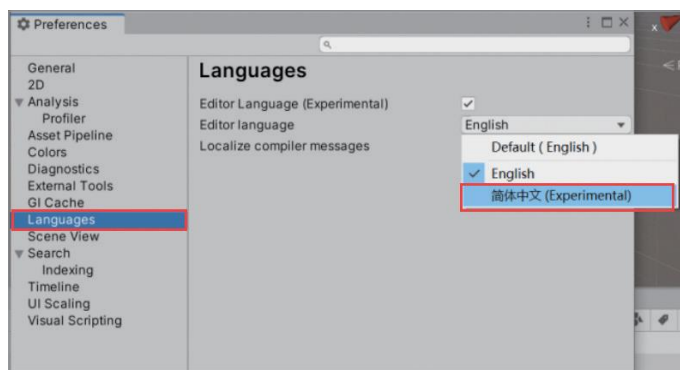 Preferences
General
2D
Analysis
Profiler
Asset Pipeline
Colors
Diagnostics
External Tools
GI Cache
Languages
Scene View
Search
Indexing
Timeline
UI Scaling
Visual Scripting
Languages
Editor Language (Experimental)
Editor language
English
Localize compiler messages
Default ( English )
English
简体中文 (Experimental)
x